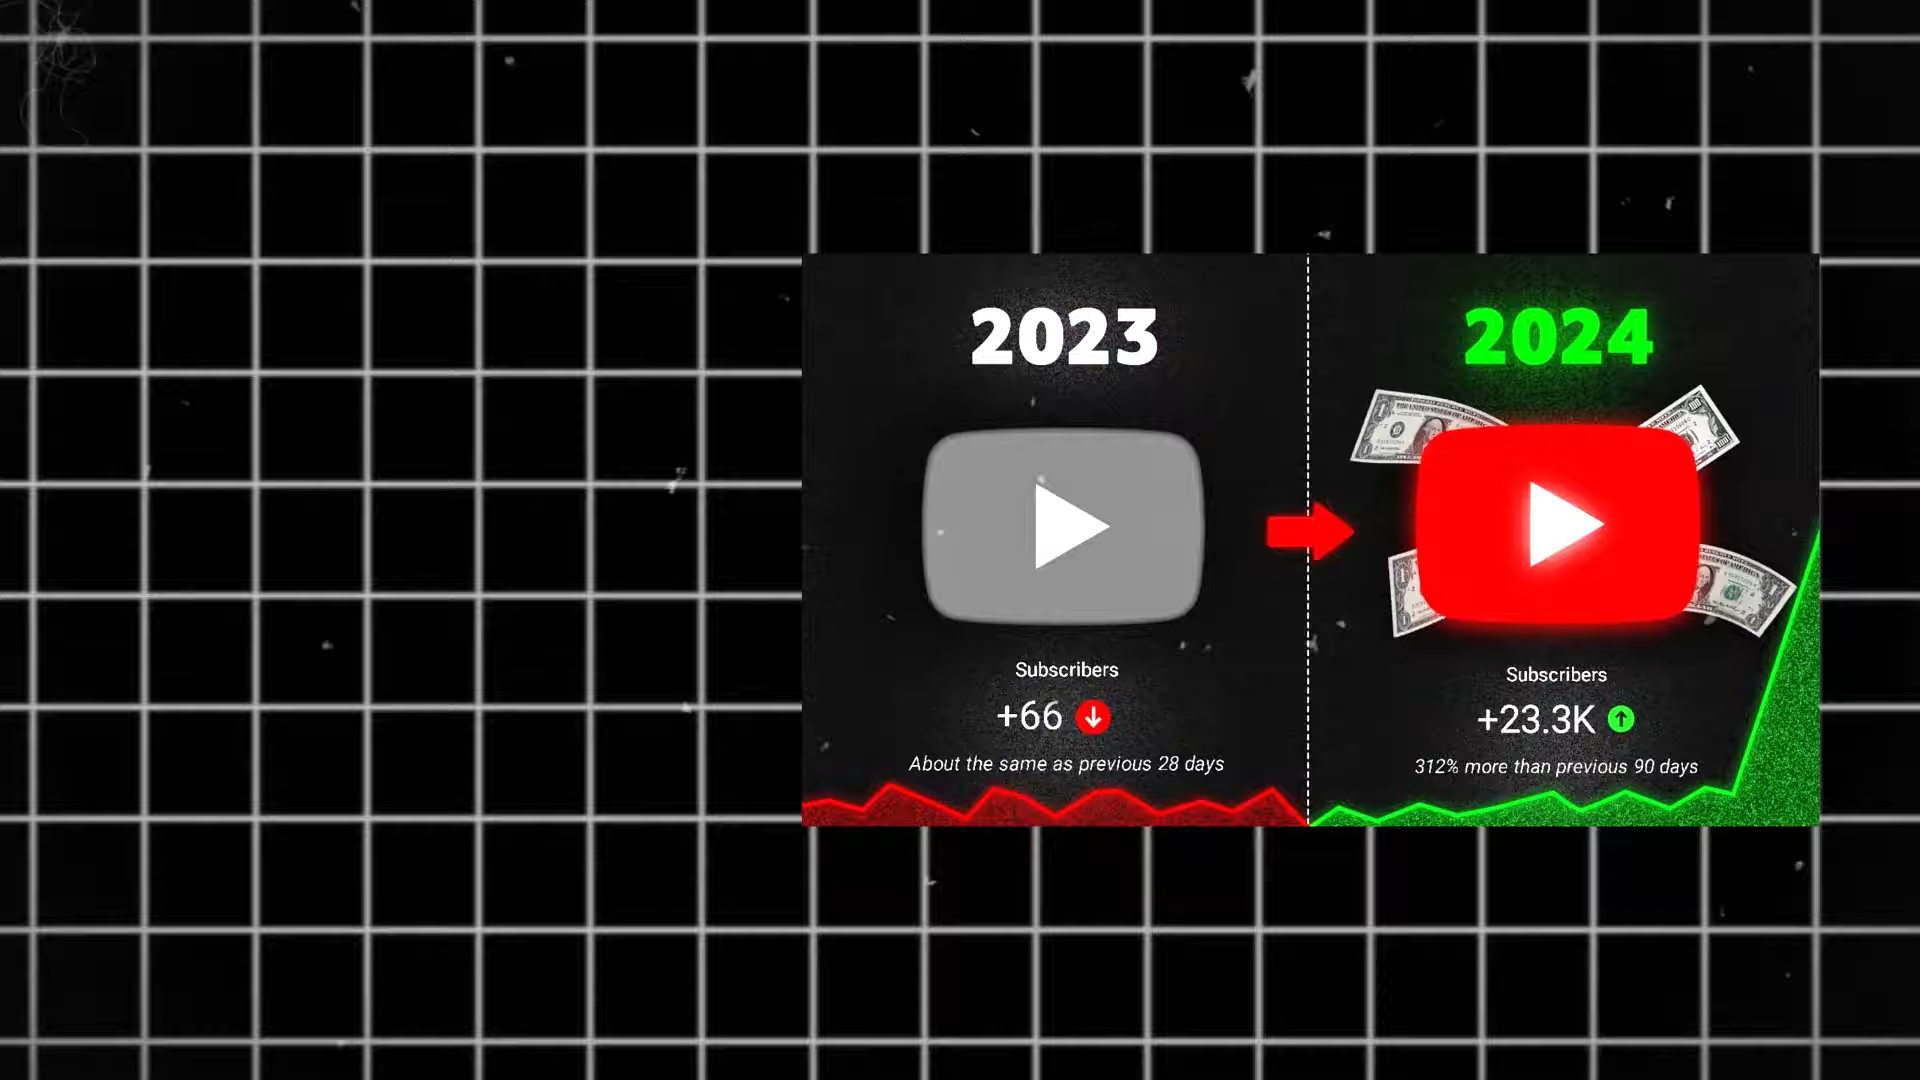 2023
2024
Subscribers
+66
About the same as previous 28 days
Subscribers
+23.3K
312% more than previous 90 days